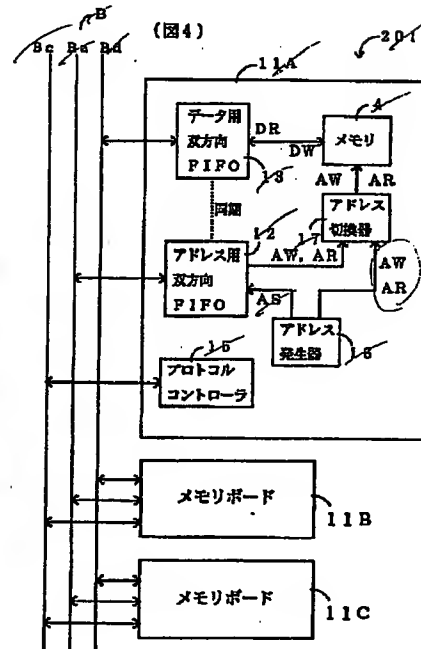 B
(図4)
201
Bc Ba Bd
11A
データ用
双方向
FIFO
13
DR
DW
4
メモリ
AW AR
同期
アドレス
切換器
17
12
アドレス用
双方向
FIFO
AW, AR
AW
AR
AS
アドレス
発生器
16
15
プロトコル
コントローラ
メモリボード
11B
メモリボード
11C